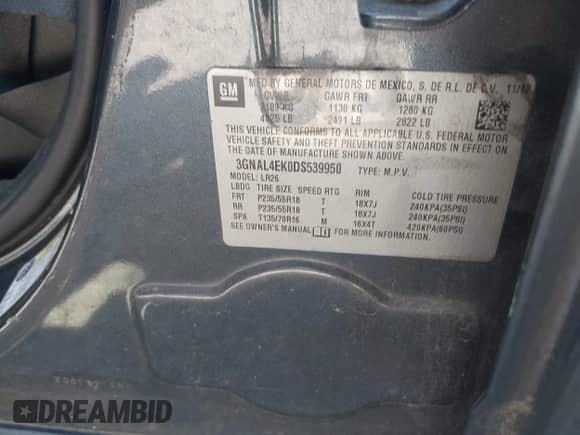 GM
MFD BY GENERAL MOTORS DE MEXICO, S. DE R.L. DE C.V. 11/12
GVWR GAWR FRT GAWR RR
KG 1130 KG 1280 KG
LB 2491 LB 2822 LB
THIS VEHICLE CONFORMS TO ALL APPLICABLE U.S. FEDERAL MOTOR
VEHICLE SAFETY AND THEFT PREVENTION STANDARDS IN EFFECT ON
THE DATE OF MANUFACTURE SHOWN ABOVE.
3GNAL4EK0DS539950 TYPE: M.P.V.
MODEL: LR26
LBDG TIRE SIZE SPEED RTG RIM COLD TIRE PRESSURE
FRT P235/55R18 T 18X7J 240KPA(35PSI)
RR P235/55R18 T 18X7J 240KPA(35PSI)
SPA T135/70R16 M 16X4T 420KPA(60PSI)
SEE OWNER'S MANUAL FOR MORE INFORMATION.
DREAMBID